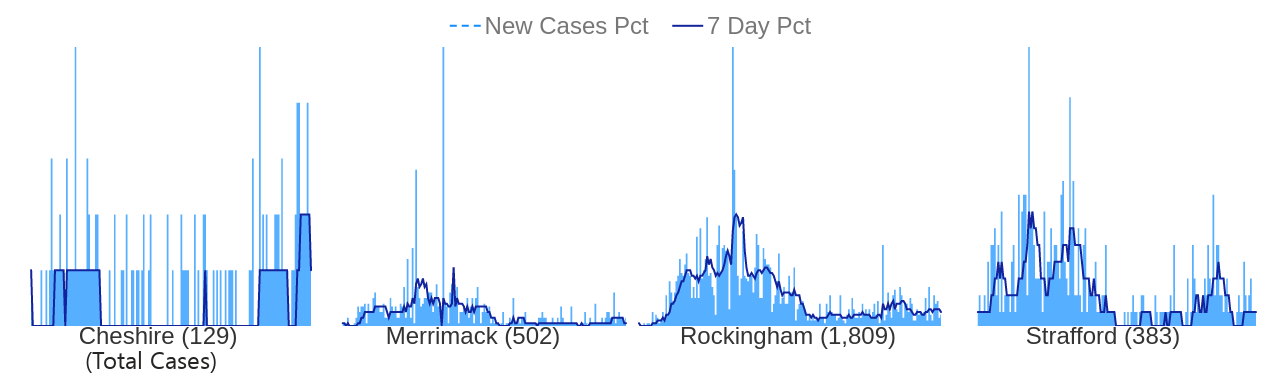 New Cases Pct 7 Day Pct
Cheshire (129) Merrimack (502) Rockingham (1,809) Strafford (383)
(Total Cases)